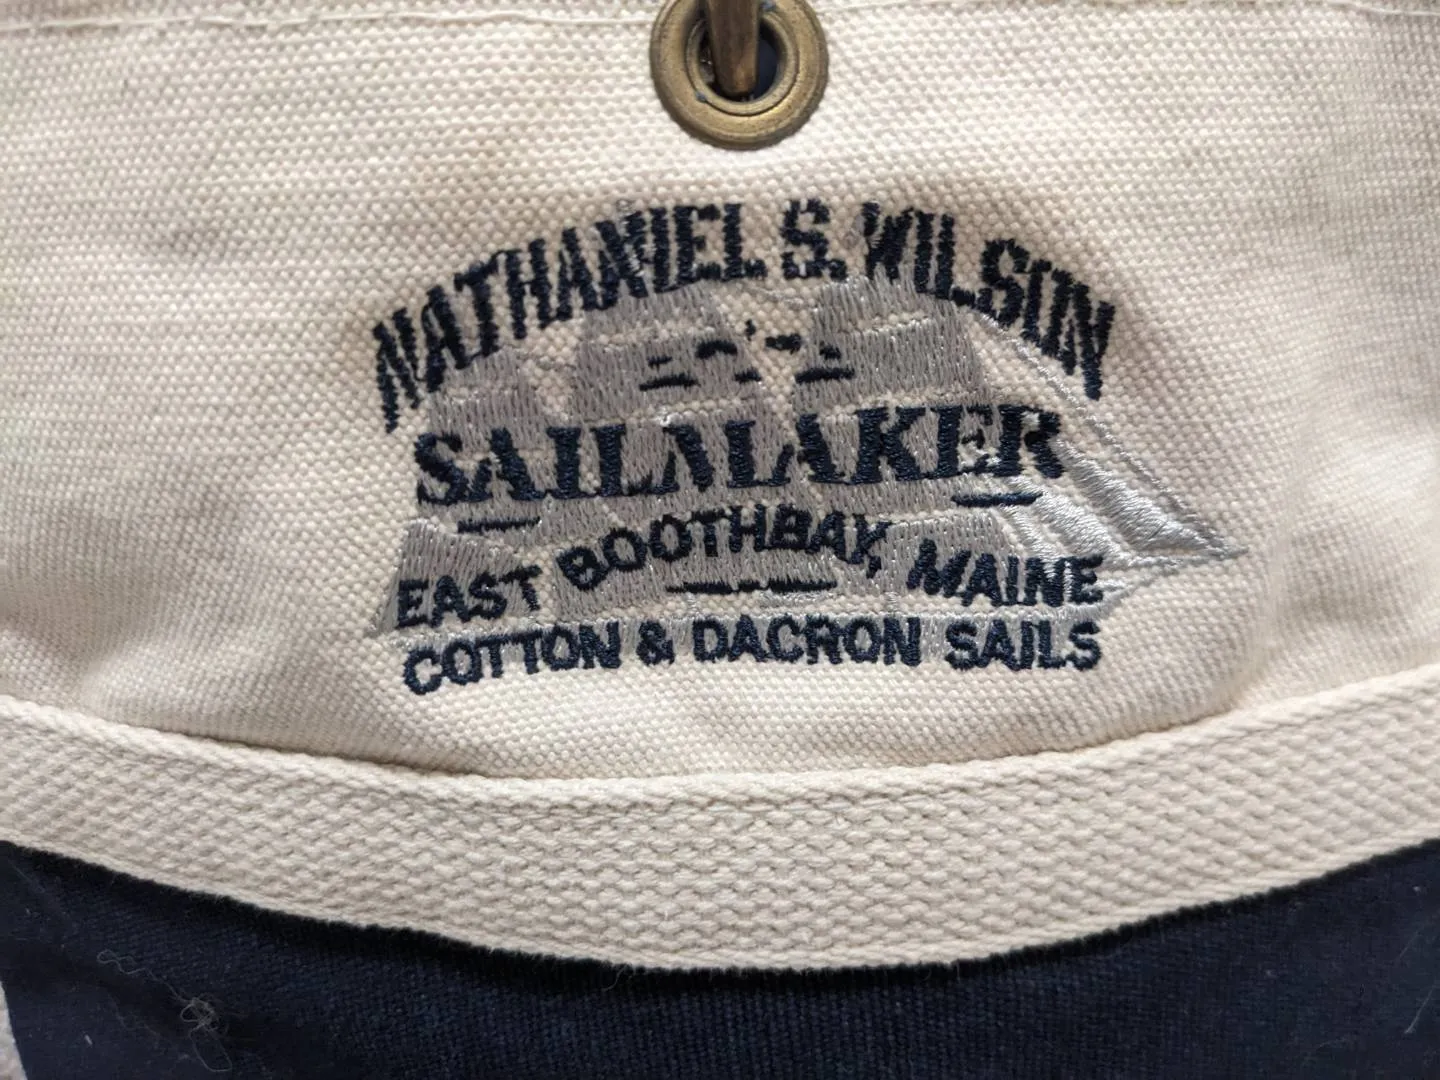 NATHANIEL S. WILSON
SAILMAKER
EAST BOOTHBAY, MAINE
COTTON & DACRON SAILS